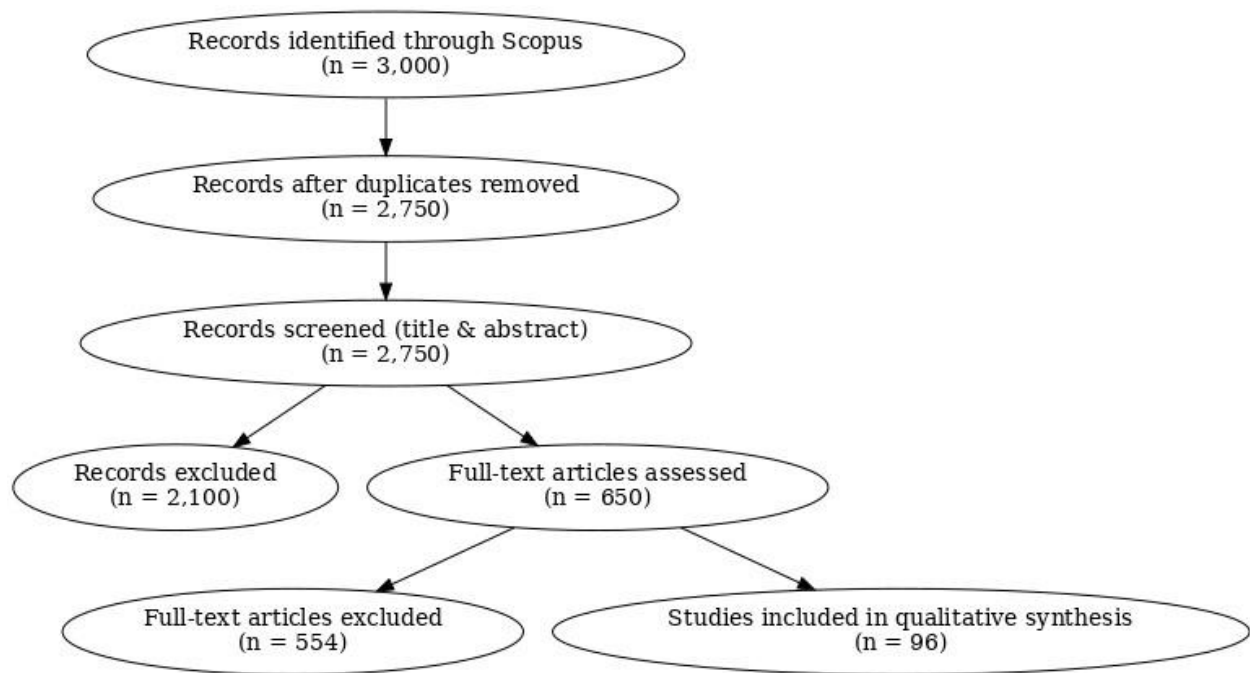 Records identified through Scopus
(n = 3,000)
Records after duplicates removed
(n = 2,750)
Records screened (title & abstract)
(n = 2,750)
Records excluded
(n = 2,100)
Full-text articles assessed
(n = 650)
Full-text articles excluded
(n = 554)
Studies included in qualitative synthesis
(n = 96)